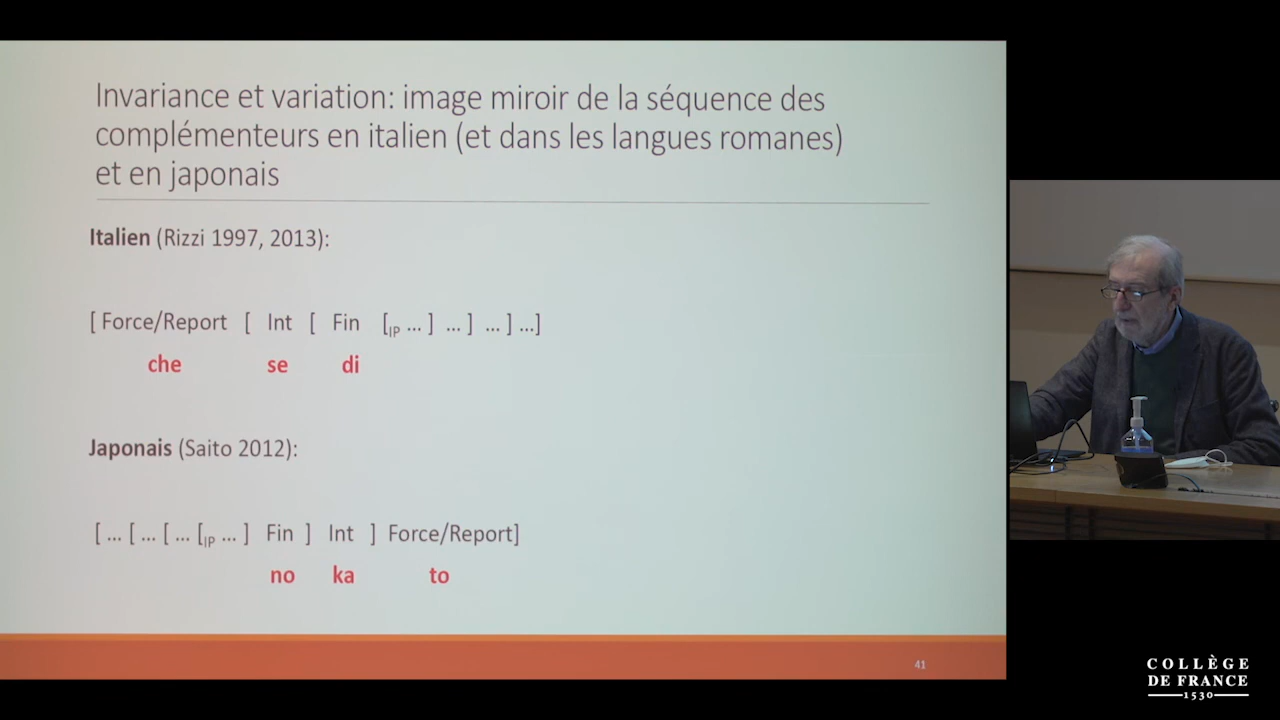 Invariance et variation: image miroir de la séquence des
complémenteurs en italien (et dans les langues romanes)
et en japonais
Italien (Rizzi 1997, 2013):
[ Force/Report [ Int [ Fin [IP ... ] ... ] ... ] ...]
che se di
Japonais (Saito 2012):
[ ... [ ... [ ... [IP ... ] Fin ] Int ] Force/Report]
no ka to
41
COLLÈGE
DE FRANCE
1530